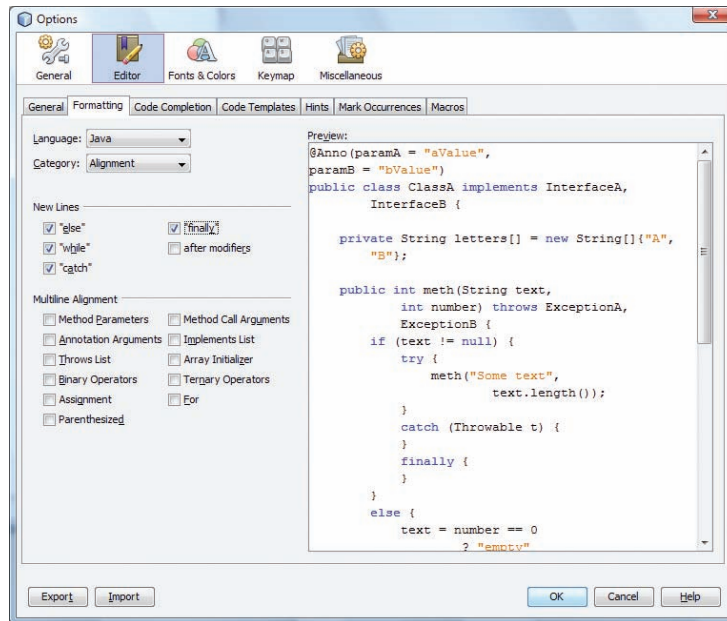 Options
General Editor Fonts & Colors Keymap Miscellaneous
General Formatting Code Completion Code Templates Hints Mark Occurrences Macros
Language: Java
Category: Alignment
New Lines
"else" "finally"
"while" after modifiers
"catch"
Multiline Alignment
Method Parameters Method Call Arguments
Annotation Arguments Implements List
Throws List Array Initializer
Binary Operators Ternary Operators
Assignment For
Parenthesized
Preview:
@Anno(paramA = "aValue",
paramB = "bValue")
public class ClassA implements InterfaceA,
        InterfaceB {
    private String letters[] = new String[]{"A",
        "B"};
    public int meth(String text,
            int number) throws ExceptionA,
            ExceptionB {
        if (text != null) {
            try {
                meth("Some text",
                        text.length());
            }
            catch (Throwable t) {
            }
            finally {
            }
        }
        else {
            text = number == 0
                    ? "empty"
Export Import OK Cancel Help